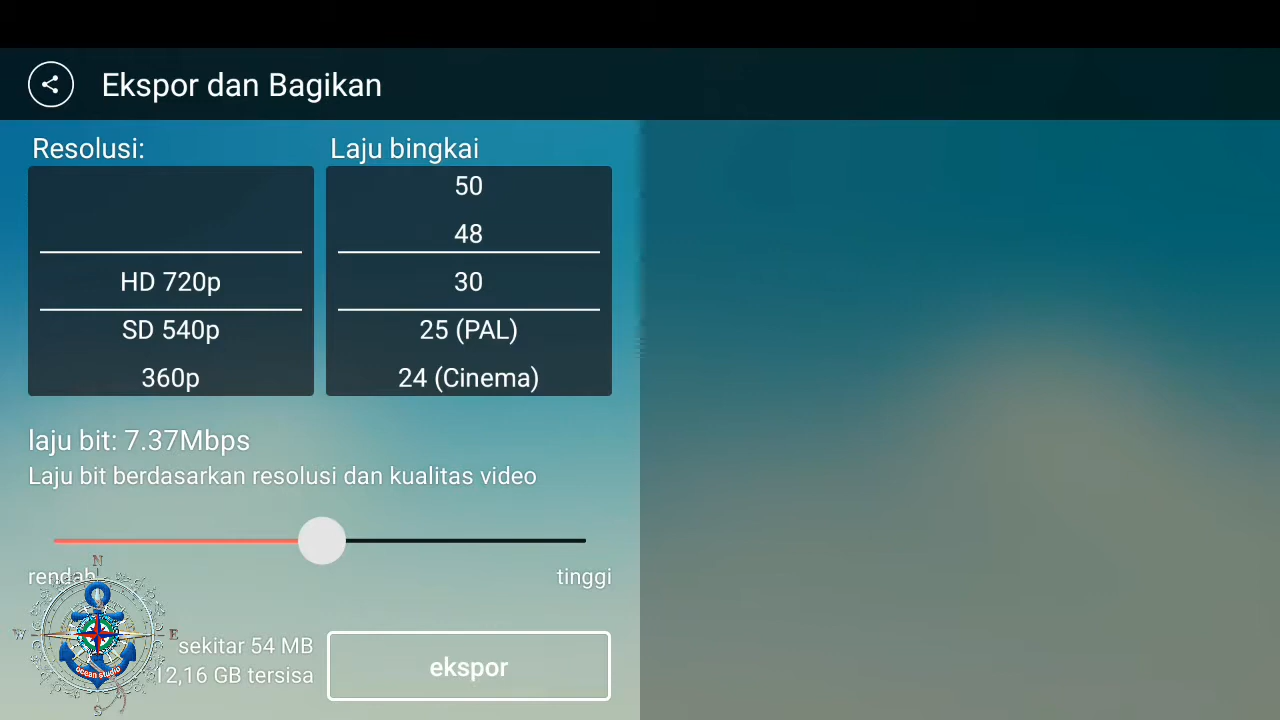 Ekspor dan Bagikan
Resolusi:
Laju bingkai
HD 720p
SD 540p
360p
50
48
30
25 (PAL)
24 (Cinema)
laju bit: 7.37Mbps
Laju bit berdasarkan resolusi dan kualitas video
rendah
tinggi
sekitar 54 MB
12,16 GB tersisa
ekspor
N
W
E
S
ocean studio